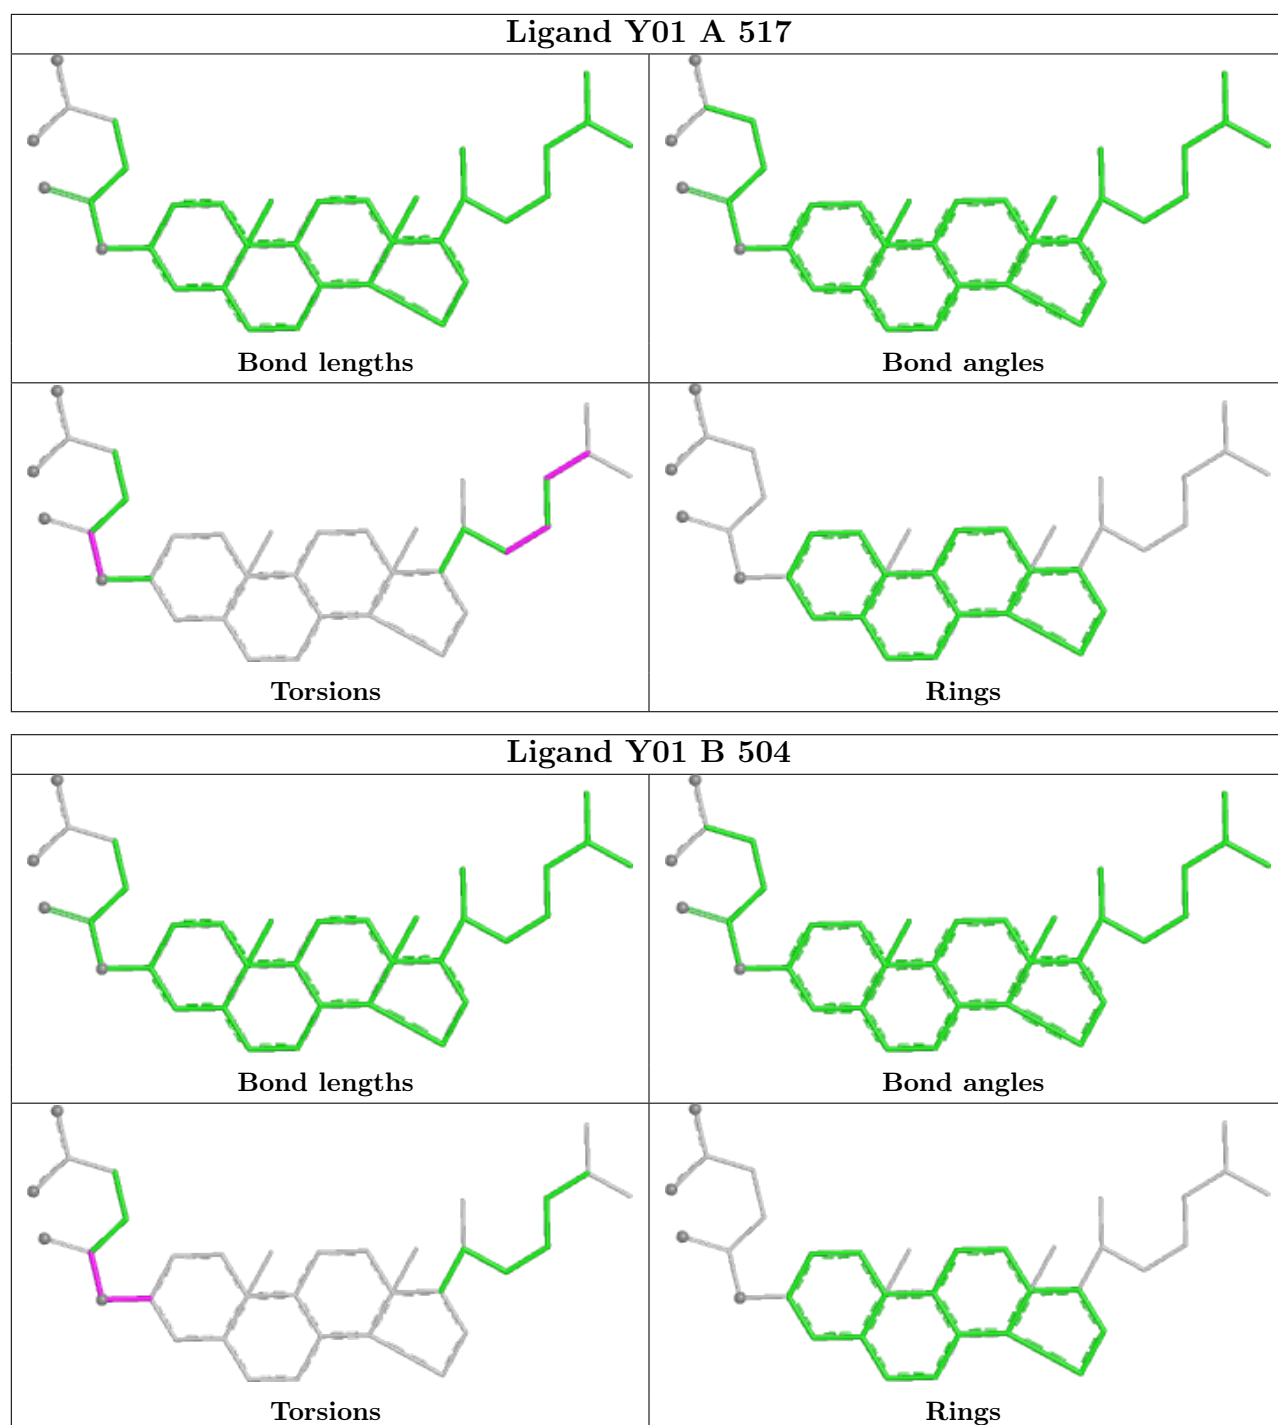 Ligand Y01 A 517
Bond lengths
Bond angles
Torsions
Rings
Ligand Y01 B 504
Bond lengths
Bond angles
Torsions
Rings